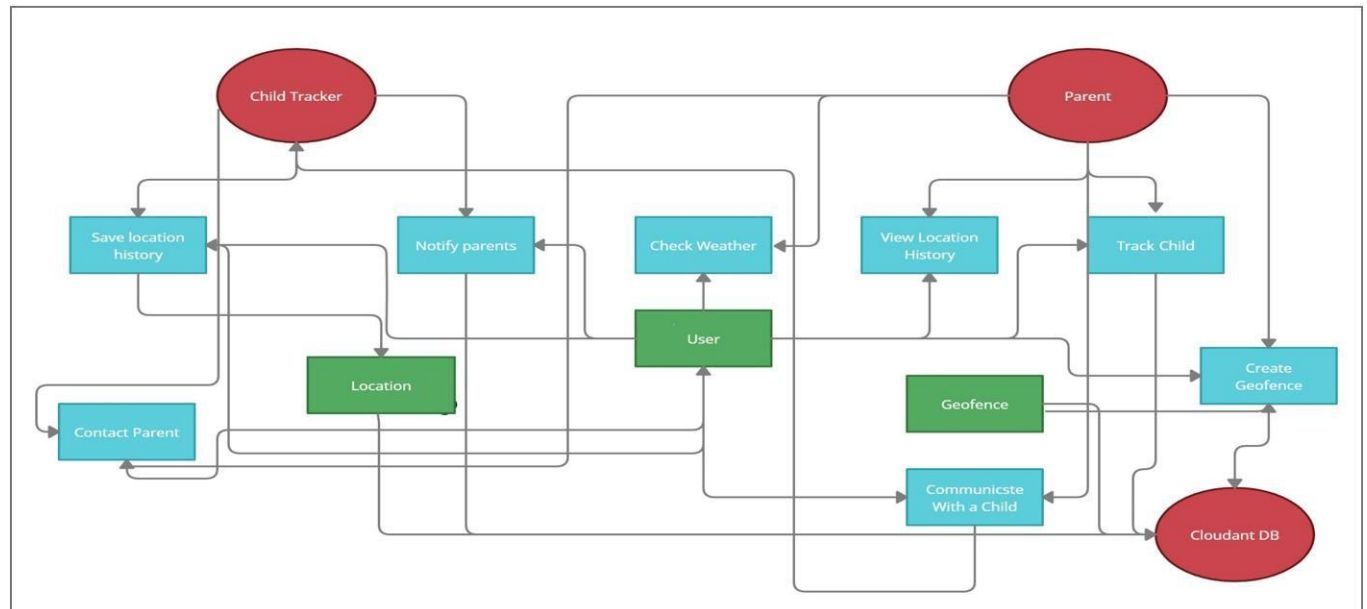 Child Tracker
Parent
Save location
history
Notify parents
Check Weather
View Location
History
Track Child
User
Location
Create
Geofence
Geofence
Contact Parent
Communicste
With a Child
Cloudant DB